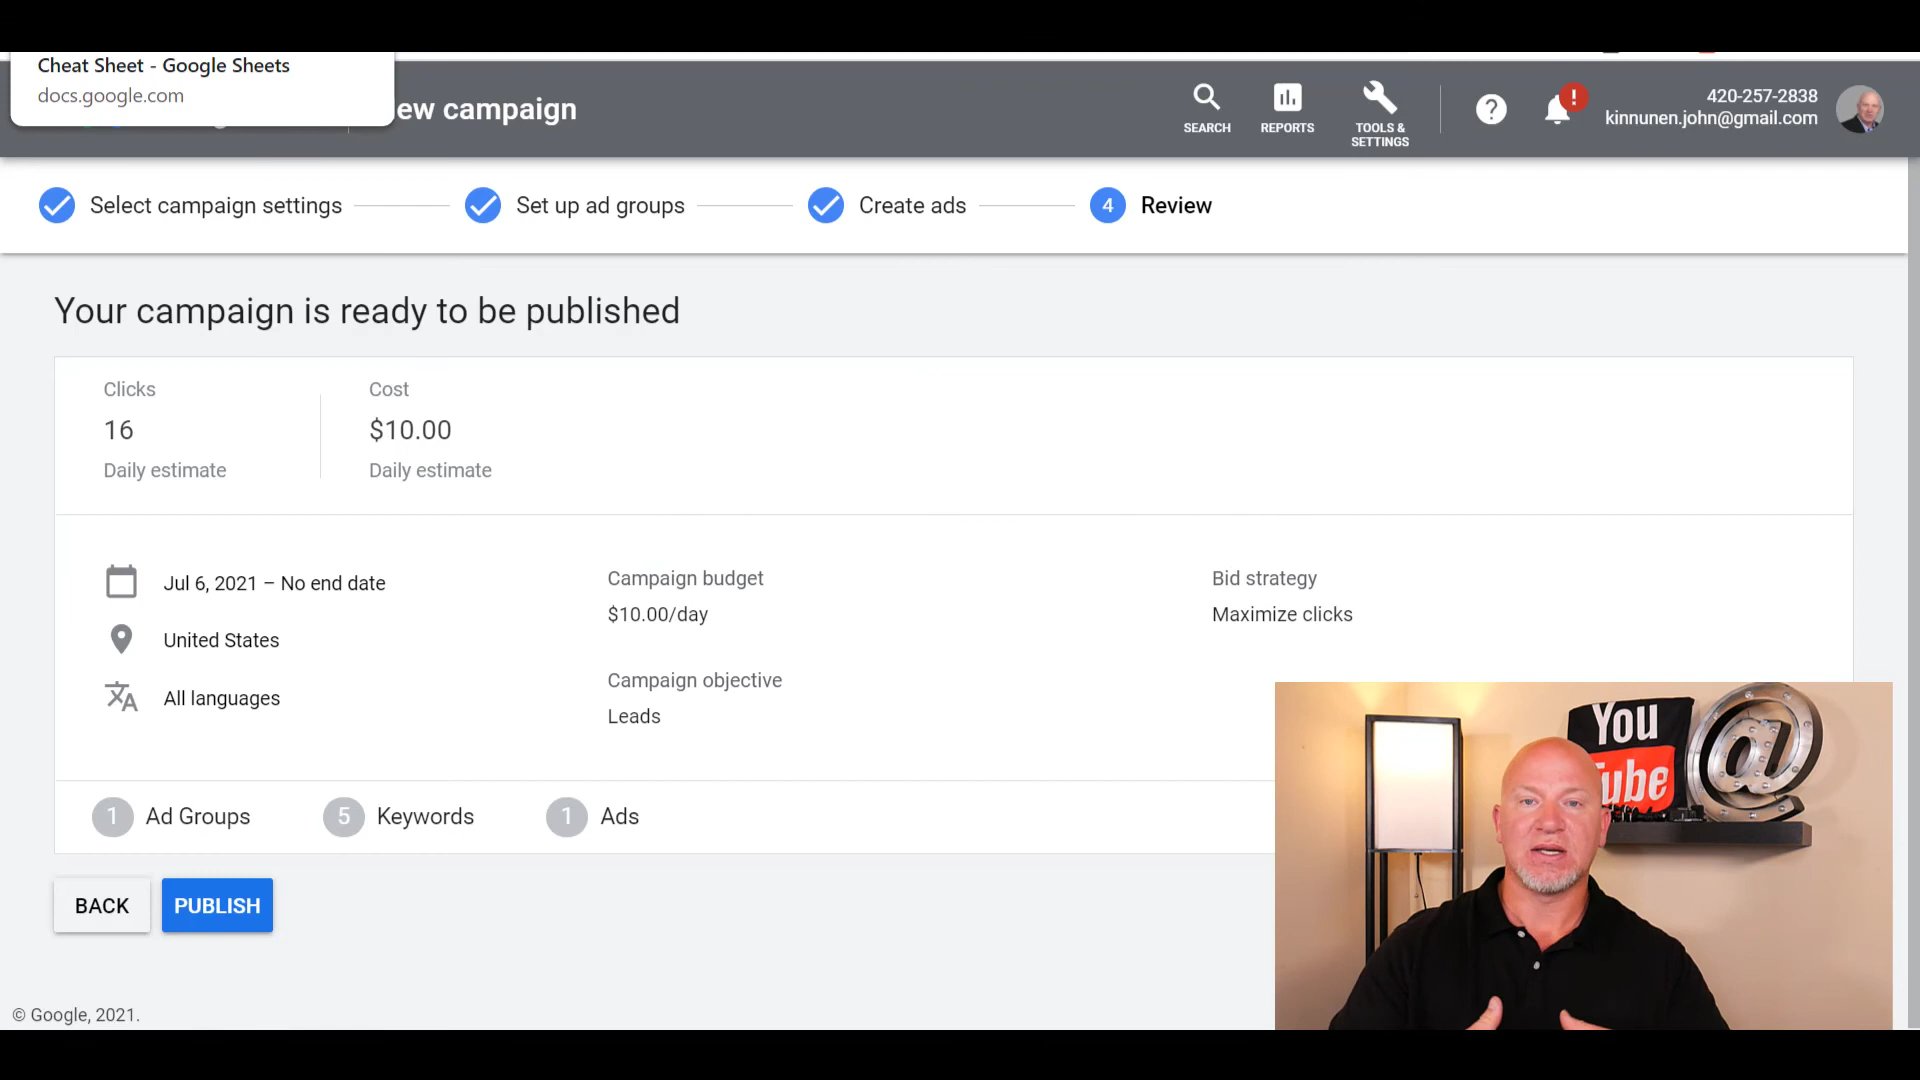 Cheat Sheet - Google Sheets
docs.google.com
ew campaign
SEARCH
REPORTS
TOOLS &
SETTINGS
?
!
420-257-2838
kinnunen.john@gmail.com
Select campaign settings
Set up ad groups
Create ads
4 Review
Your campaign is ready to be published
Clicks
16
Daily estimate
Cost
$10.00
Daily estimate
Jul 6, 2021 – No end date
United States
All languages
Campaign budget
$10.00/day
Campaign objective
Leads
Bid strategy
Maximize clicks
1 Ad Groups
5 Keywords
1 Ads
BACK
PUBLISH
You
Tube
@
© Google, 2021.